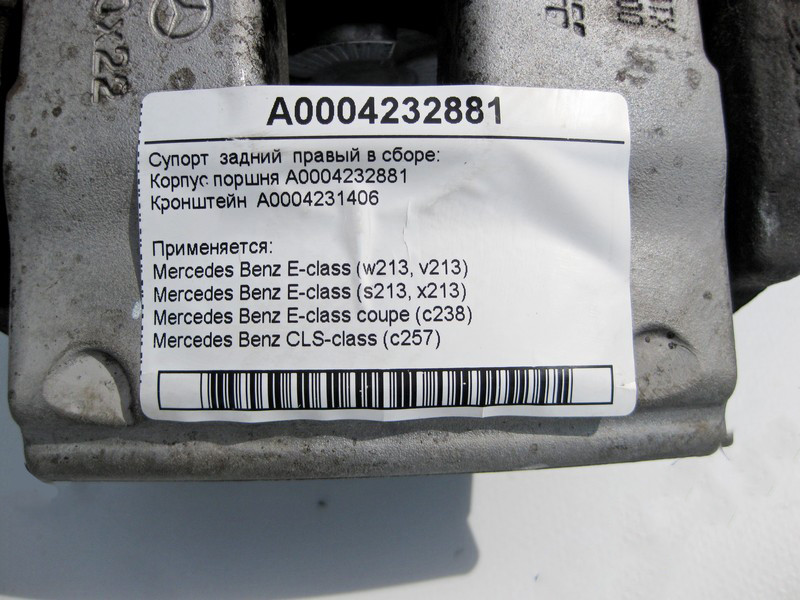 A0004232881
Супорт задний правый в сборе:
Корпус поршня A0004232881
Кронштейн A0004231406
Применяется:
Mercedes Benz E-class (w213, v213)
Mercedes Benz E-class (s213, x213)
Mercedes Benz E-class coupe (c238)
Mercedes Benz CLS-class (c257)